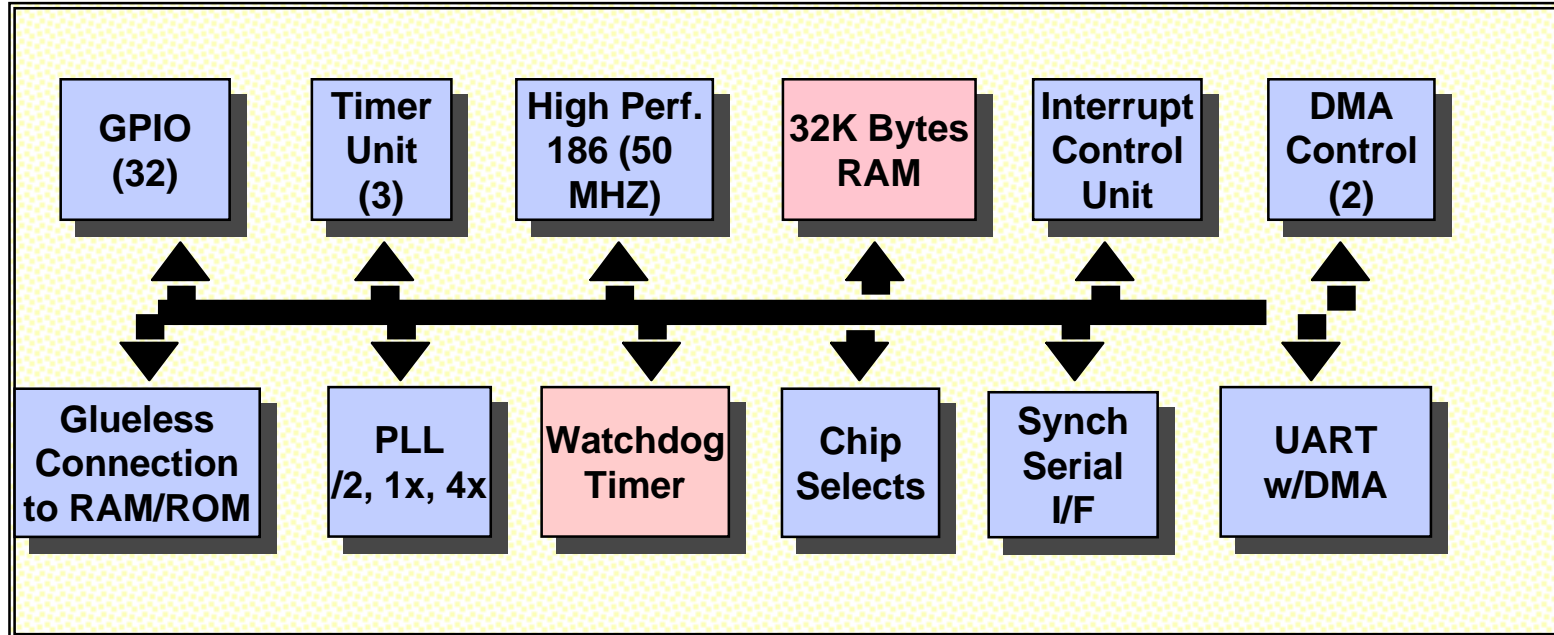 GPIO
(32)
Timer
Unit
(3)
High Perf.
186 (50
MHZ)
32K Bytes
RAM
Interrupt
Control
Unit
DMA
Control
(2)
Glueless
Connection
to RAM/ROM
PLL
/2, 1x, 4x
Watchdog
Timer
Chip
Selects
Synch
Serial
I/F
UART
w/DMA